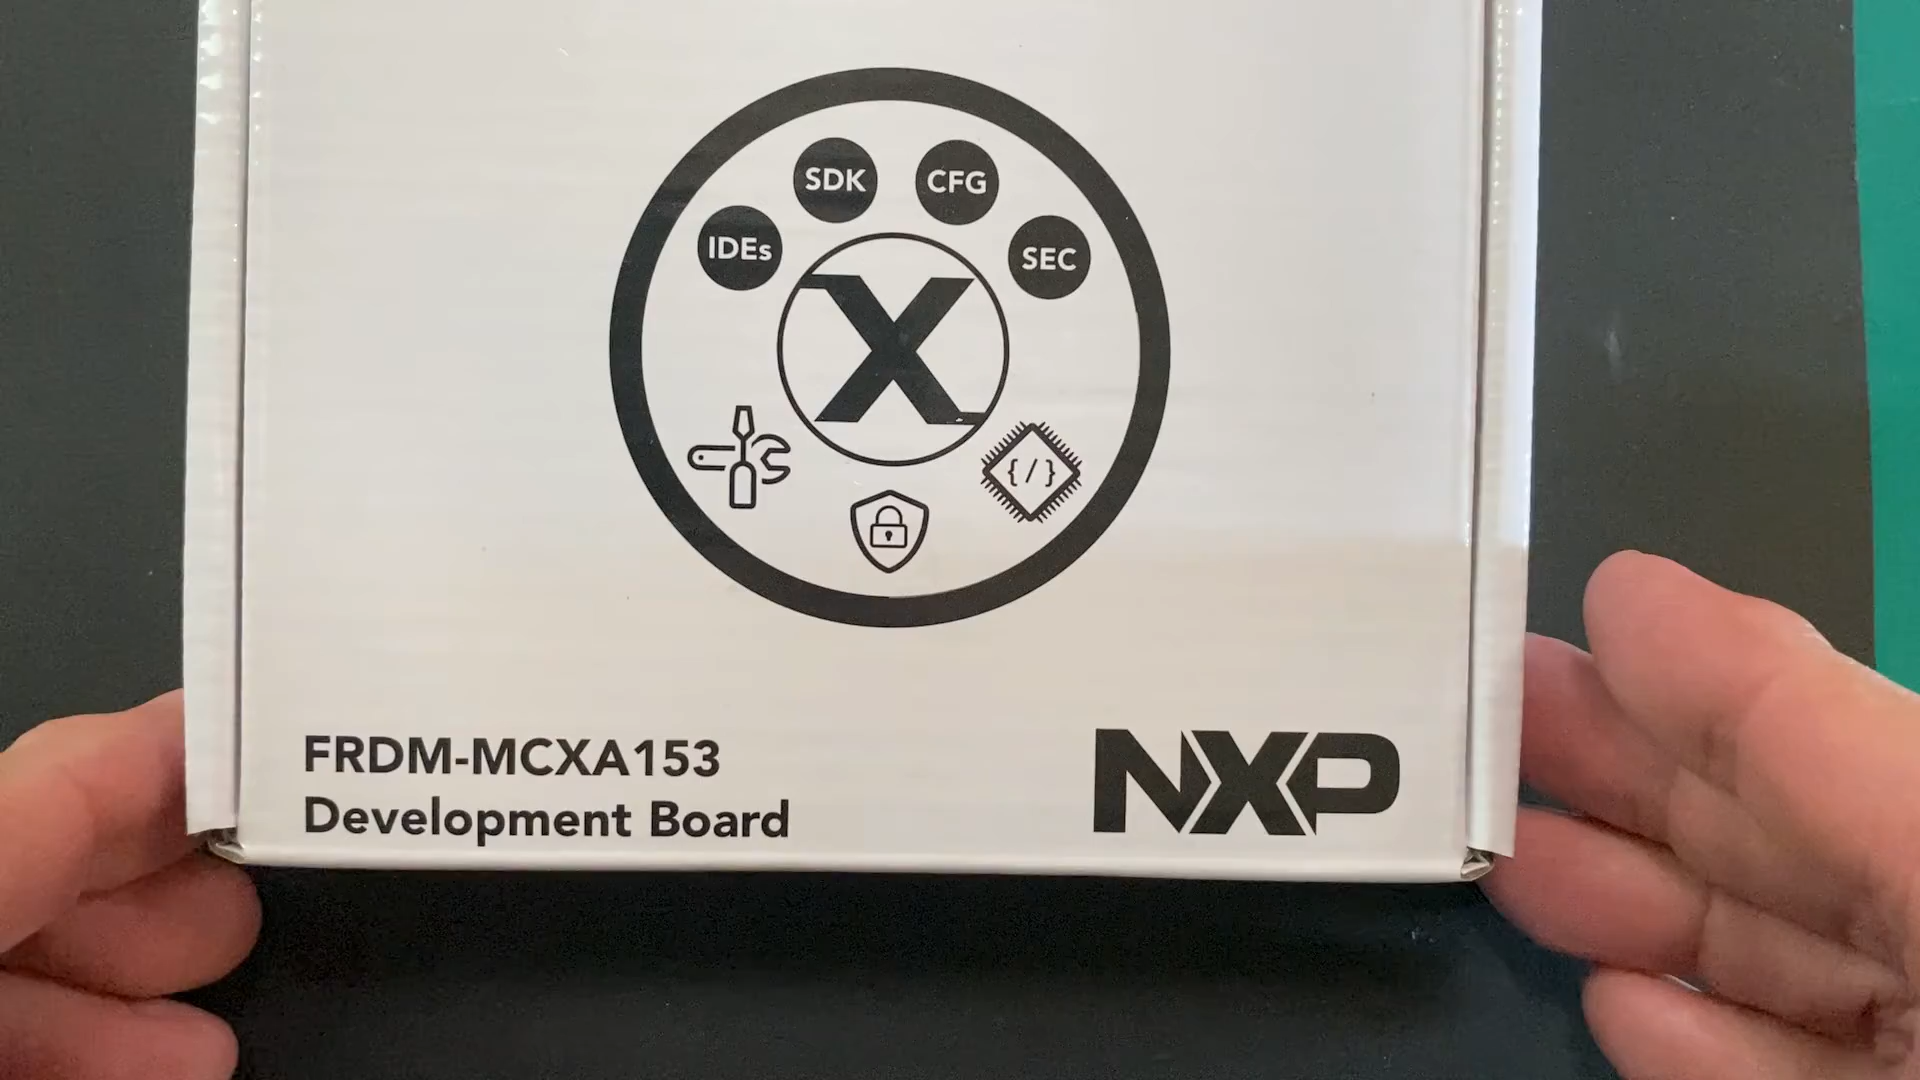 SDK CFG
IDEs SEC
X
{/}
FRDM-MCXA153
Development Board
NXP